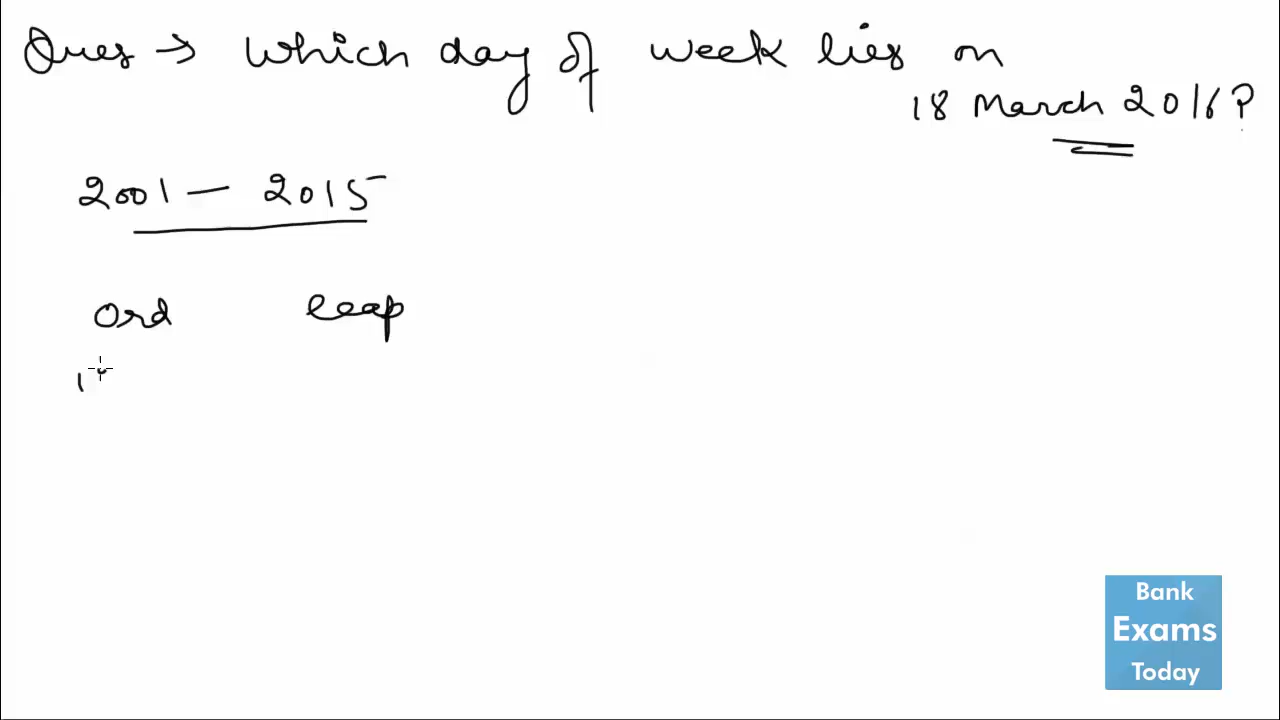 Ques → Which day of week lies on
18 March 2016?
2001 — 2015
Ord leap
Bank
Exams
Today